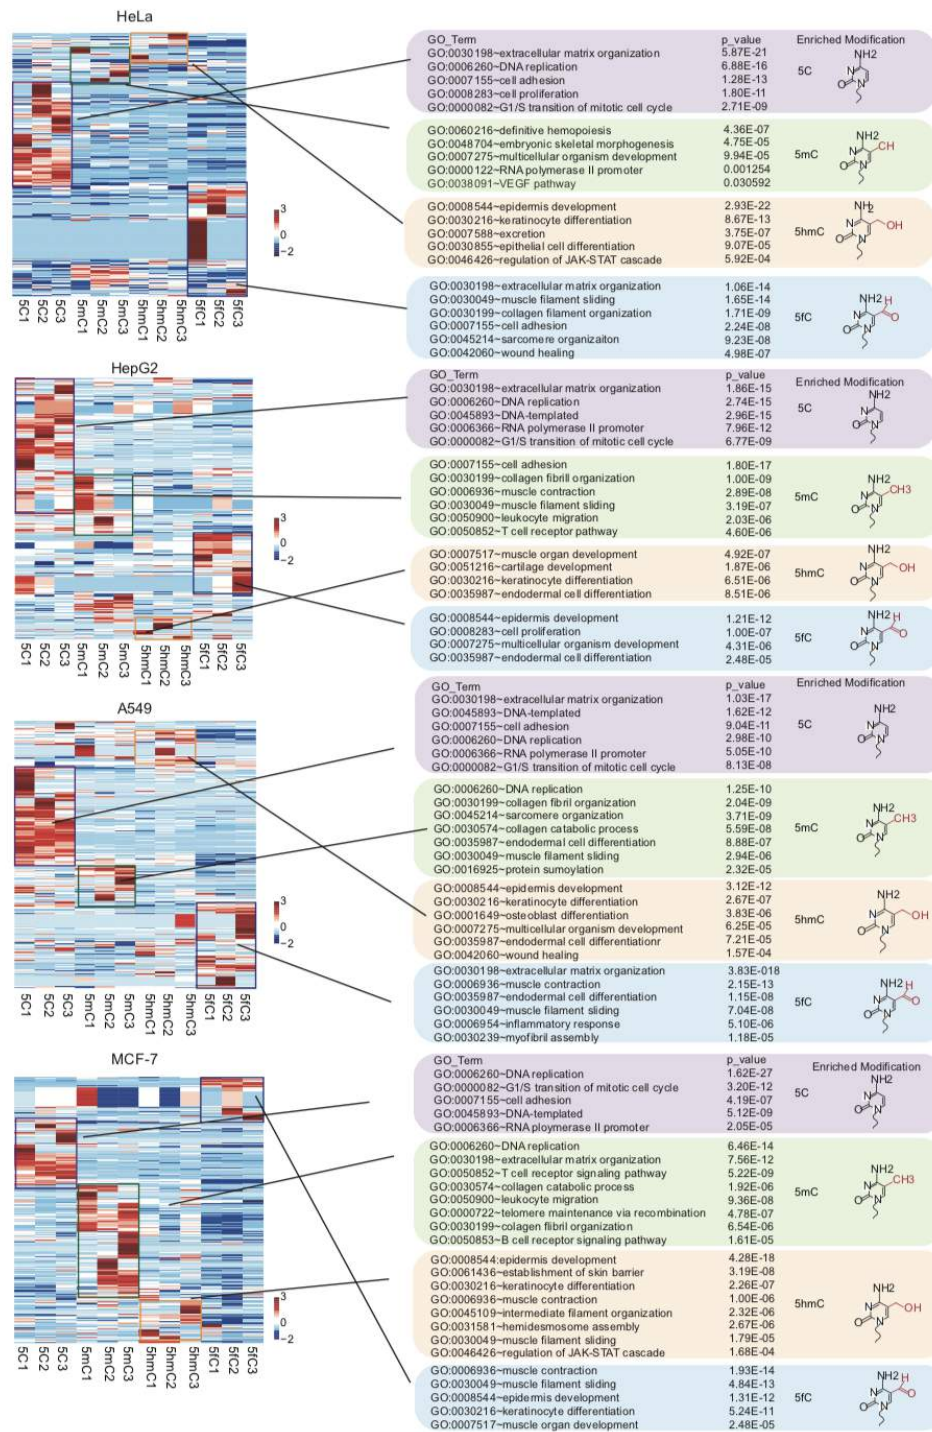 HeLa
5C1 5C2 5C3 5mC1 5mC2 5mC3 5hmC1 5hmC2 5hmC3 5fC1 5fC2 5fC3
3
0
−2
GO_Term p_value Enriched Modification
GO:0030198~extracellular matrix organization 5.87E-21
GO:0006260~DNA replication 6.88E-16
GO:0007155~cell adhesion 1.28E-13
GO:0008283~cell proliferation 1.80E-11
GO:0000082~G1/S transition of mitotic cell cycle 2.71E-09
5C
NH2
N
O
N
GO:0060216~definitive hemopoiesis 4.36E-07
GO:0048704~embryonic skeletal morphogenesis 4.75E-05
GO:0007275~multicellular organism development 9.94E-05
GO:0000122~RNA polymerase II promoter 0.001254
GO:0038091~VEGF pathway 0.030592
5mC
NH2
CH
N
O
N
GO:0008544~epidermis development 2.93E-22
GO:0030216~keratinocyte differentiation 8.67E-13
GO:0007588~excretion 3.75E-07
GO:0030855~epithelial cell differentiation 9.07E-05
GO:0046426~regulation of JAK-STAT cascade 5.92E-04
5hmC
NH2
OH
N
O
N
GO:0030198~extracellular matrix organization 1.06E-14
GO:0030049~muscle filament sliding 1.65E-14
GO:0030199~collagen filament organization 1.71E-09
GO:0007155~cell adhesion 2.24E-08
GO:0045214~sarcomere organizaiton 9.23E-08
GO:0042060~wound healing 4.98E-07
5fC
NH2
H
O
N
O
N
HepG2
5C1 5C2 5C3 5mC1 5mC2 5mC3 5hmC1 5hmC2 5hmC3 5fC1 5fC2 5fC3
3
0
−2
GO_Term p_value Enriched Modification
GO:0030198~extracellular matrix organization 1.86E-15
GO:0006260~DNA replication 2.74E-15
GO:0045893~DNA-templated 2.96E-15
GO:0006366~RNA polymerase II promoter 7.96E-12
GO:0000082~G1/S transition of mitotic cell cycle 6.77E-09
5C
NH2
N
O
N
GO:0007155~cell adhesion 1.80E-17
GO:0030199~collagen fibrill organization 1.00E-09
GO:0006936~muscle contraction 2.89E-08
GO:0030049~muscle filament sliding 3.19E-07
GO:0050900~leukocyte migration 2.03E-06
GO:0050852~T cell receptor pathway 4.60E-06
5mC
NH2
CH3
N
O
N
GO:0007517~muscle organ development 4.92E-07
GO:0051216~cartilage development 1.87E-06
GO:0030216~keratinocyte differentiation 6.51E-06
GO:0035987~endodermal cell differentiation 8.51E-06
5hmC
NH2
OH
N
O
N
GO:0008544~epidermis development 1.21E-12
GO:0008283~cell proliferation 1.00E-07
GO:0007275~multicellular organism development 4.31E-06
GO:0035987~endodermal cell differentiation 2.48E-05
5fC
NH2
H
O
N
O
N
A549
5C1 5C2 5C3 5mC1 5mC2 5mC3 5hmC1 5hmC2 5hmC3 5fC1 5fC2 5fC3
3
0
−2
GO_Term p_value Enriched Modification
GO:0030198~extracellular matrix organization 1.03E-17
GO:0045893~DNA-templated 1.62E-12
GO:0007155~cell adhesion 9.04E-11
GO:0006260~DNA replication 2.98E-10
GO:0006366~RNA polymerase II promoter 5.05E-10
GO:0000082~G1/S transition of mitotic cell cycle 8.13E-08
5C
NH2
N
O
N
GO:0006260~DNA replication 1.25E-10
GO:0030199~collagen fibril organization 2.04E-09
GO:0045214~sarcomere organization 3.71E-09
GO:0030574~collagen catabolic process 5.59E-08
GO:0035987~endodermal cell differentiation 8.88E-07
GO:0030049~muscle filament sliding 2.94E-06
GO:0016925~protein sumoylation 2.32E-05
5mC
NH2
CH3
N
O
N
GO:0008544~epidermis development 3.12E-12
GO:0030216~keratinocyte differentiation 2.67E-07
GO:0001649~osteoblast differentiation 3.83E-06
GO:0007275~multicellular organism development 6.25E-05
GO:0035987~endodermal cell differentiationr 7.21E-05
GO:0042060~wound healing 1.57E-04
5hmC
NH2
OH
N
O
N
GO:0030198~extracellular matrix organization 3.83E-018
GO:0006936~muscle contraction 2.15E-13
GO:0035987~endodermal cell differentiation 1.15E-08
GO:0030049~muscle filament sliding 7.04E-08
GO:0006954~inflammatory response 5.10E-06
GO:0030239~myofibril assembly 1.18E-05
5fC
NH2
H
O
N
O
N
MCF-7
5C1 5C2 5C3 5mC1 5mC2 5mC3 5hmC1 5hmC2 5hmC3 5fC1 5fC2 5fC3
3
0
−2
GO_Term p_value Enriched Modification
GO:0006260~DNA replication 1.62E-27
GO:0000082~G1/S transition of mitotic cell cycle 3.20E-12
GO:0007155~cell adhesion 4.19E-07
GO:0045893~DNA-templated 5.12E-09
GO:0006366~RNA ploymerase II promoter 2.05E-05
5C
NH2
N
O
N
GO:0006260~DNA replication 6.46E-14
GO:0030198~extracellular matrix organization 7.56E-12
GO:0050852~T cell receptor signaling pathway 5.22E-09
GO:0030574~collagen catabolic process 1.92E-06
GO:0050900~leukocyte migration 9.36E-08
GO:0000722~telomere maintenance via recombination 4.78E-07
GO:0030199~colagen flibril organization 6.54E-06
GO:0050853~B cell receptor signaling pathway 1.61E-05
5mC
NH2
CH3
N
O
N
GO:0008544:epidermis development 4.28E-18
GO:0061436~establishment of skin barrier 3.19E-08
GO:0030216~keratinocyte differentiation 2.26E-07
GO:0006936~muscle contraction 1.00E-06
GO:0045109~intermediate filament organization 2.32E-06
GO:0031581~hemidesmosome assembly 2.67E-06
GO:0030049~muscle filament sliding 1.79E-05
GO:0046426~regulation of JAK-STAT cascade 1.68E-04
5hmC
NH2
OH
N
O
N
GO:0006936~muscle contraction 1.93E-14
GO:0030049~muscle filament sliding 4.84E-13
GO:0008544~epidermis development 1.31E-12
GO:0030216~keratinocyte differentiation 5.24E-11
GO:0007517~muscle organ development 2.48E-05
5fC
NH2
H
O
N
O
N